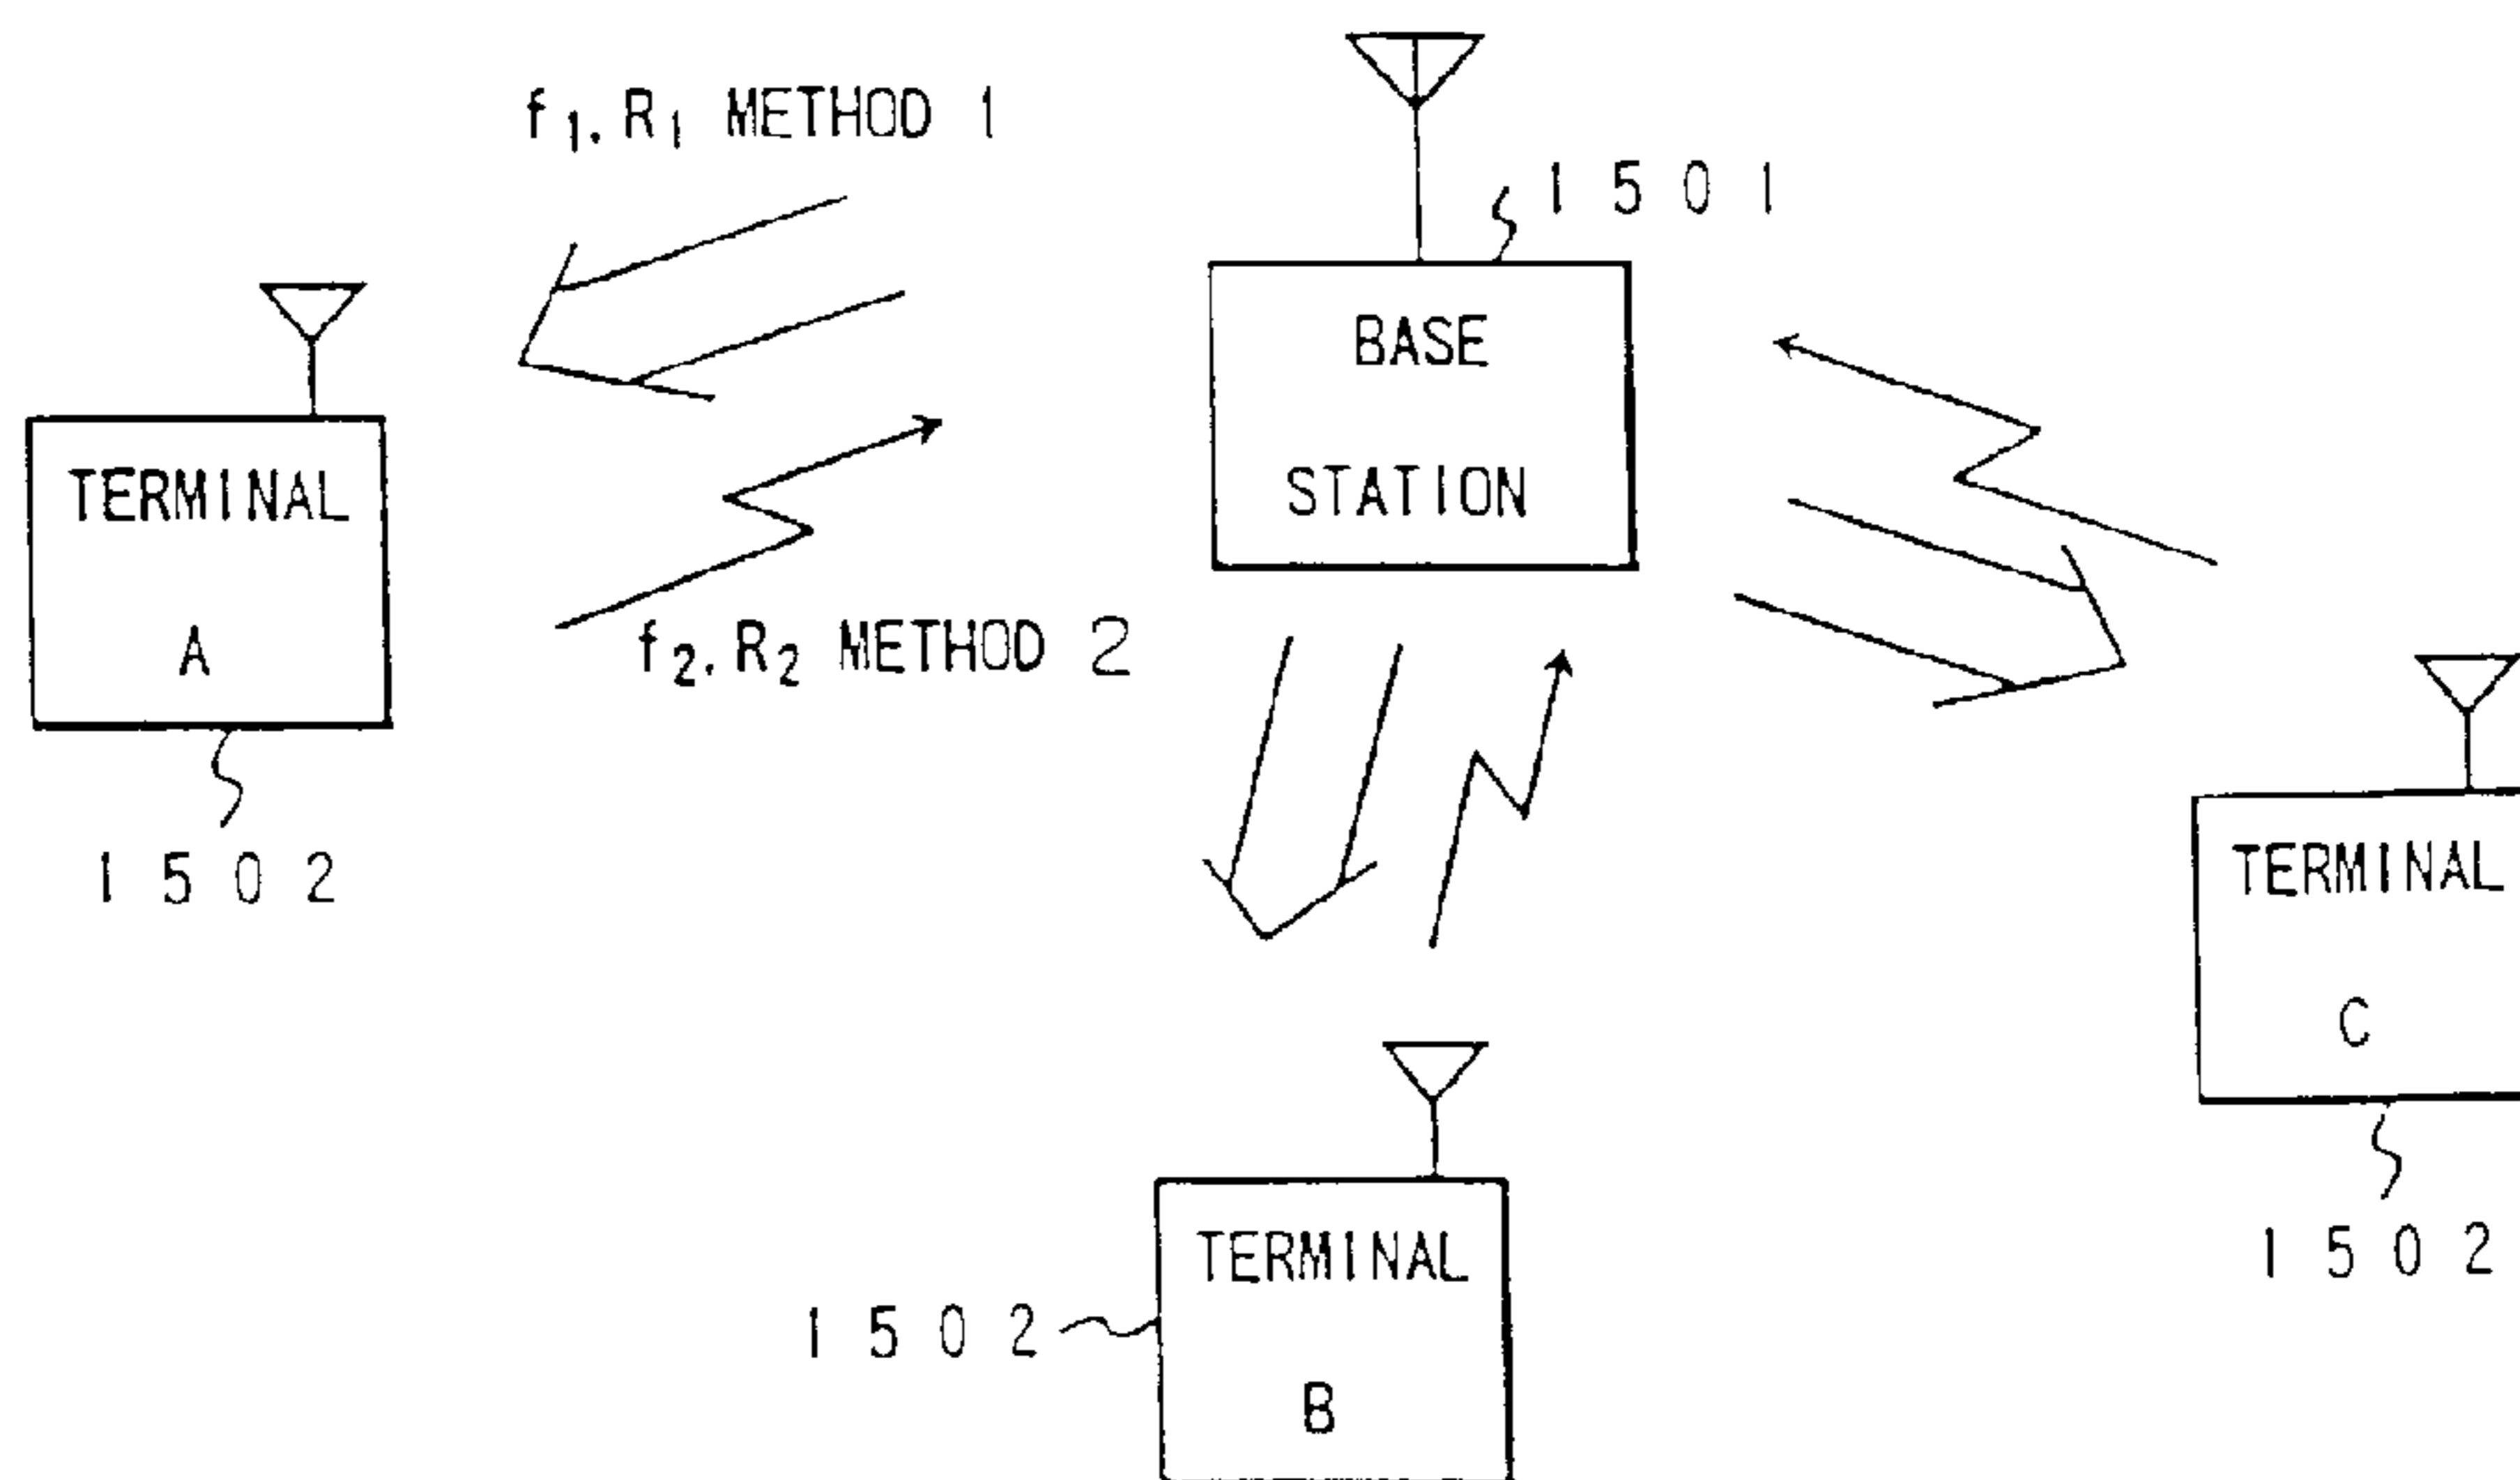 f₁, R₁ METHOD 1
1501
BASE
STATION
TERMINAL
A
f₂, R₂ METHOD 2
1502
TERMINAL
C
1502
TERMINAL
B
1502